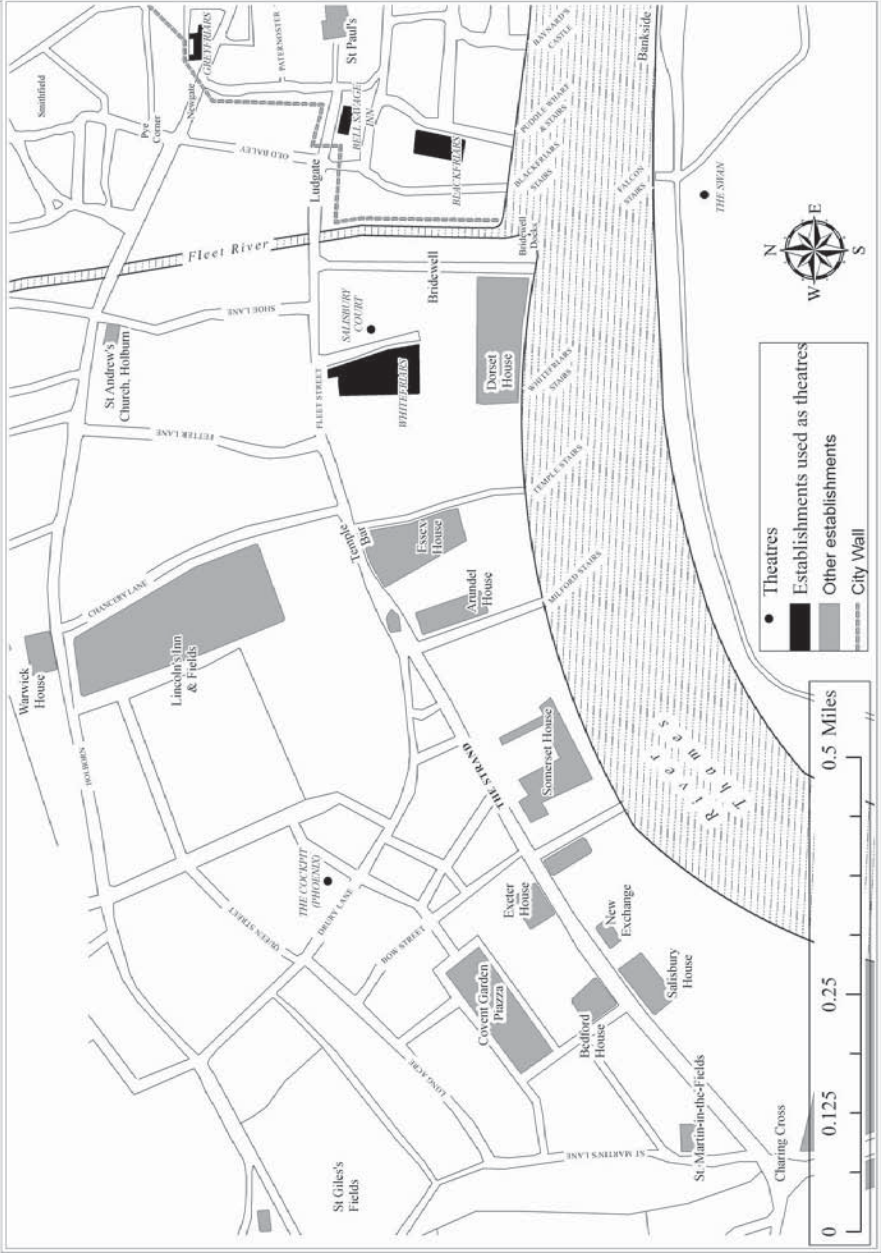 Smithfield
Pye
Corner
Newgate
GREYFRIARS
PATERNOSTER
St Paul's
OLD BAILEY
Ludgate
BELL SAVAGE
INN
BLACKFRIARS
Fleet River
SHOE LANE
St Andrew's
Church, Holburn
FETTER LANE
FLEET STREET
SALISBURY
COURT
WHITEFRIARS
Bridewell
Bridewell
Docks
Dorset
House
BAYNARD'S
CASTLE
PUDDLE WHARF
& STAIRS
BLACKFRIARS
STAIRS
Bankside
FALCON
STAIRS
THE SWAN
WHITEFRIARS
STAIRS
TEMPLE STAIRS
MILFORD STAIRS
Warwick
House
CHANCERY LANE
Lincoln's Inn
& Fields
HOLBORN
Temple
Bar
Essex
House
Arundel
House
THE STRAND
Somerset House
River
Thames
THE COCKPIT
(PHOENIX)
QUEEN STREET
DRURY LANE
BOW STREET
Exeter
House
New
Exchange
Covent Garden
Piazza
Bedford
House
Salisbury
House
LONG ACRE
St Giles's
Fields
ST MARTIN'S LANE
St. Martin-in-the-Fields
Charing Cross
N
W
E
S
Theatres
Establishments used as theatres
Other establishments
City Wall
0 0.125 0.25 0.5 Miles